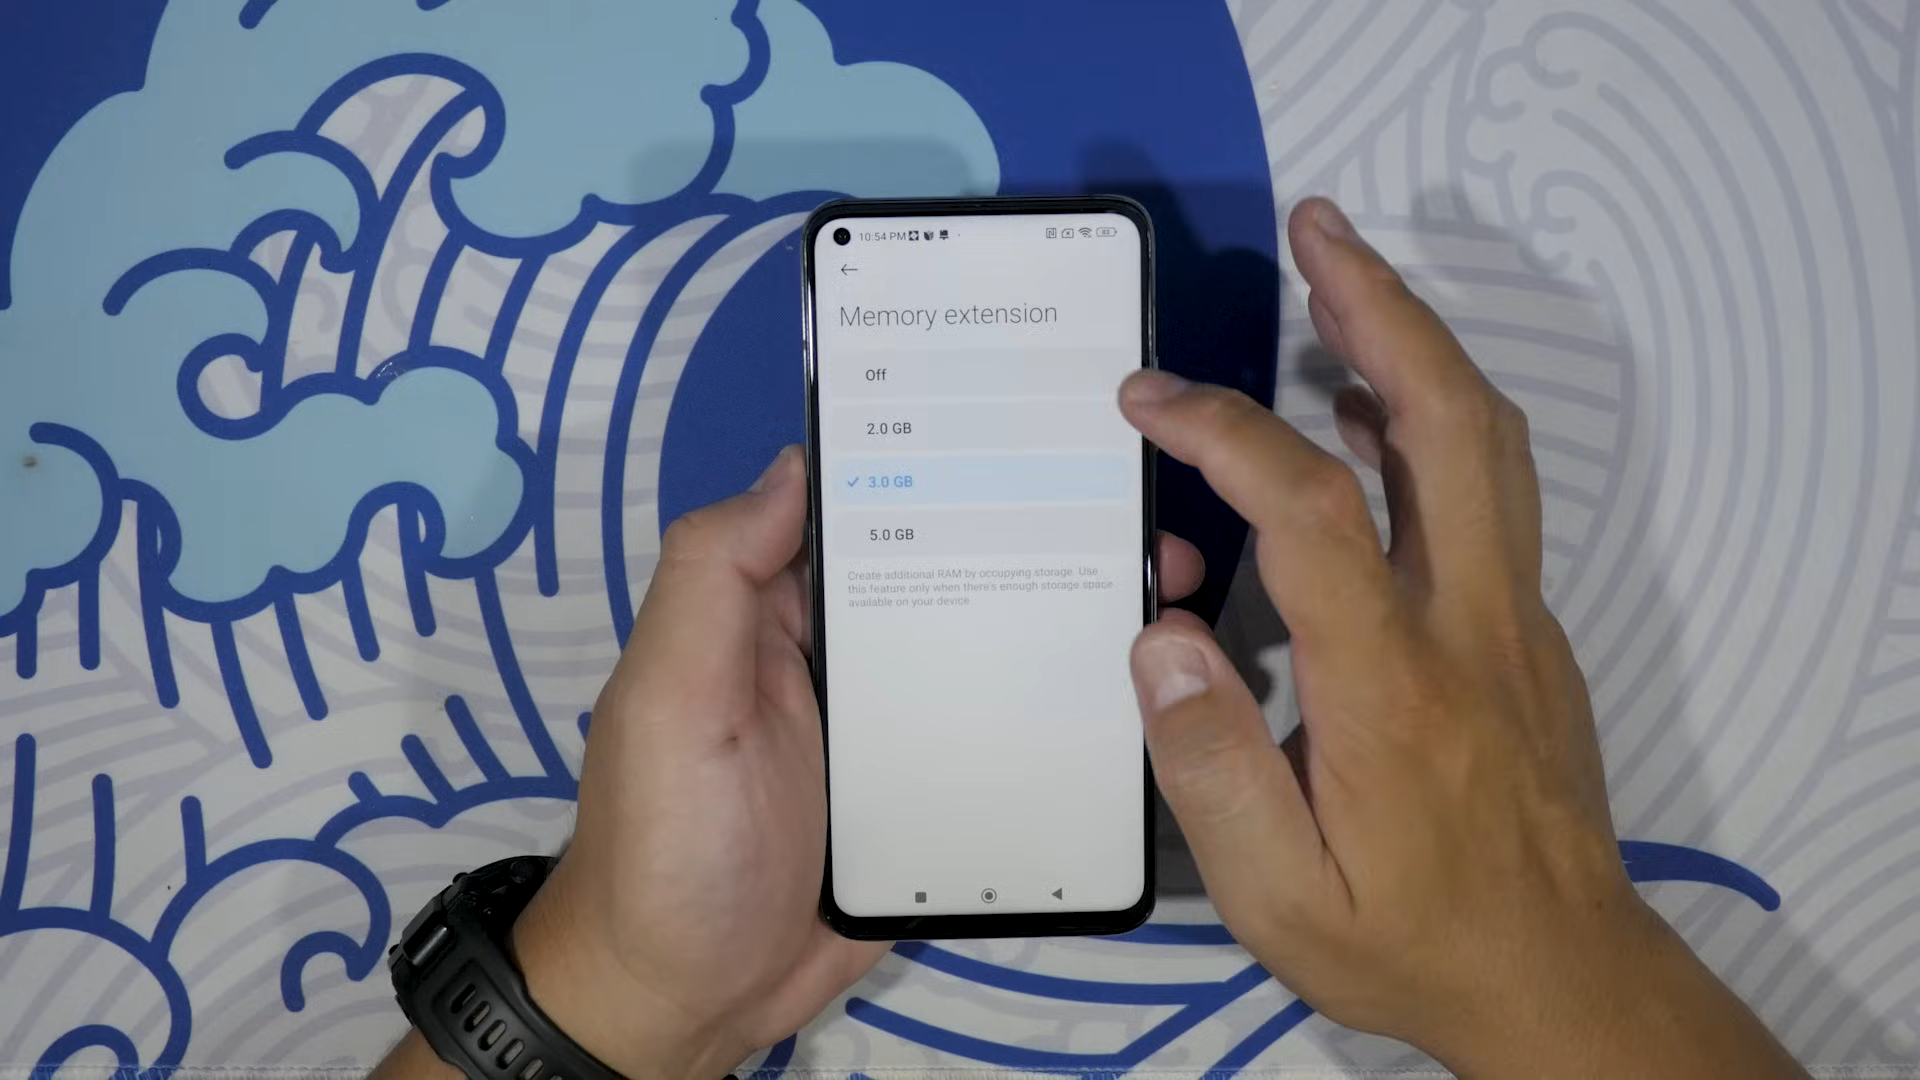 10:54 PM
Memory extension
Off
2.0 GB
3.0 GB
5.0 GB
Create additional RAM by occupying storage. Use
this feature only when there's enough storage space
available on your device